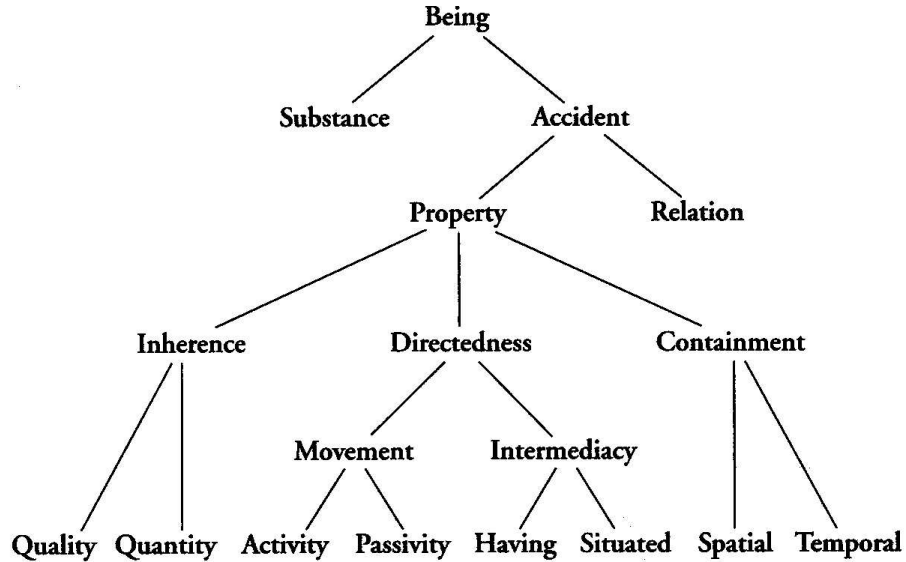 Being
Substance Accident
Property Relation
Inherence Directedness Containment
Movement Intermediacy
Quality Quantity Activity Passivity Having Situated Spatial Temporal